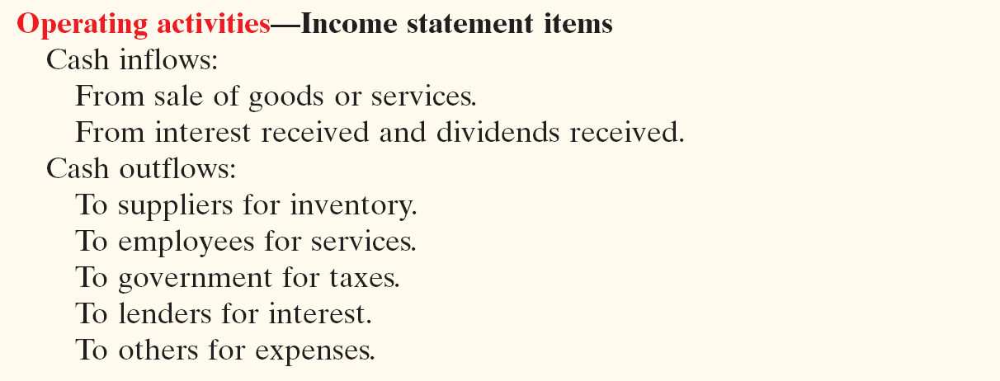 Operating activities—Income statement items
Cash inflows:
From sale of goods or services.
From interest received and dividends received.
Cash outflows:
To suppliers for inventory.
To employees for services.
To government for taxes.
To lenders for interest.
To others for expenses.